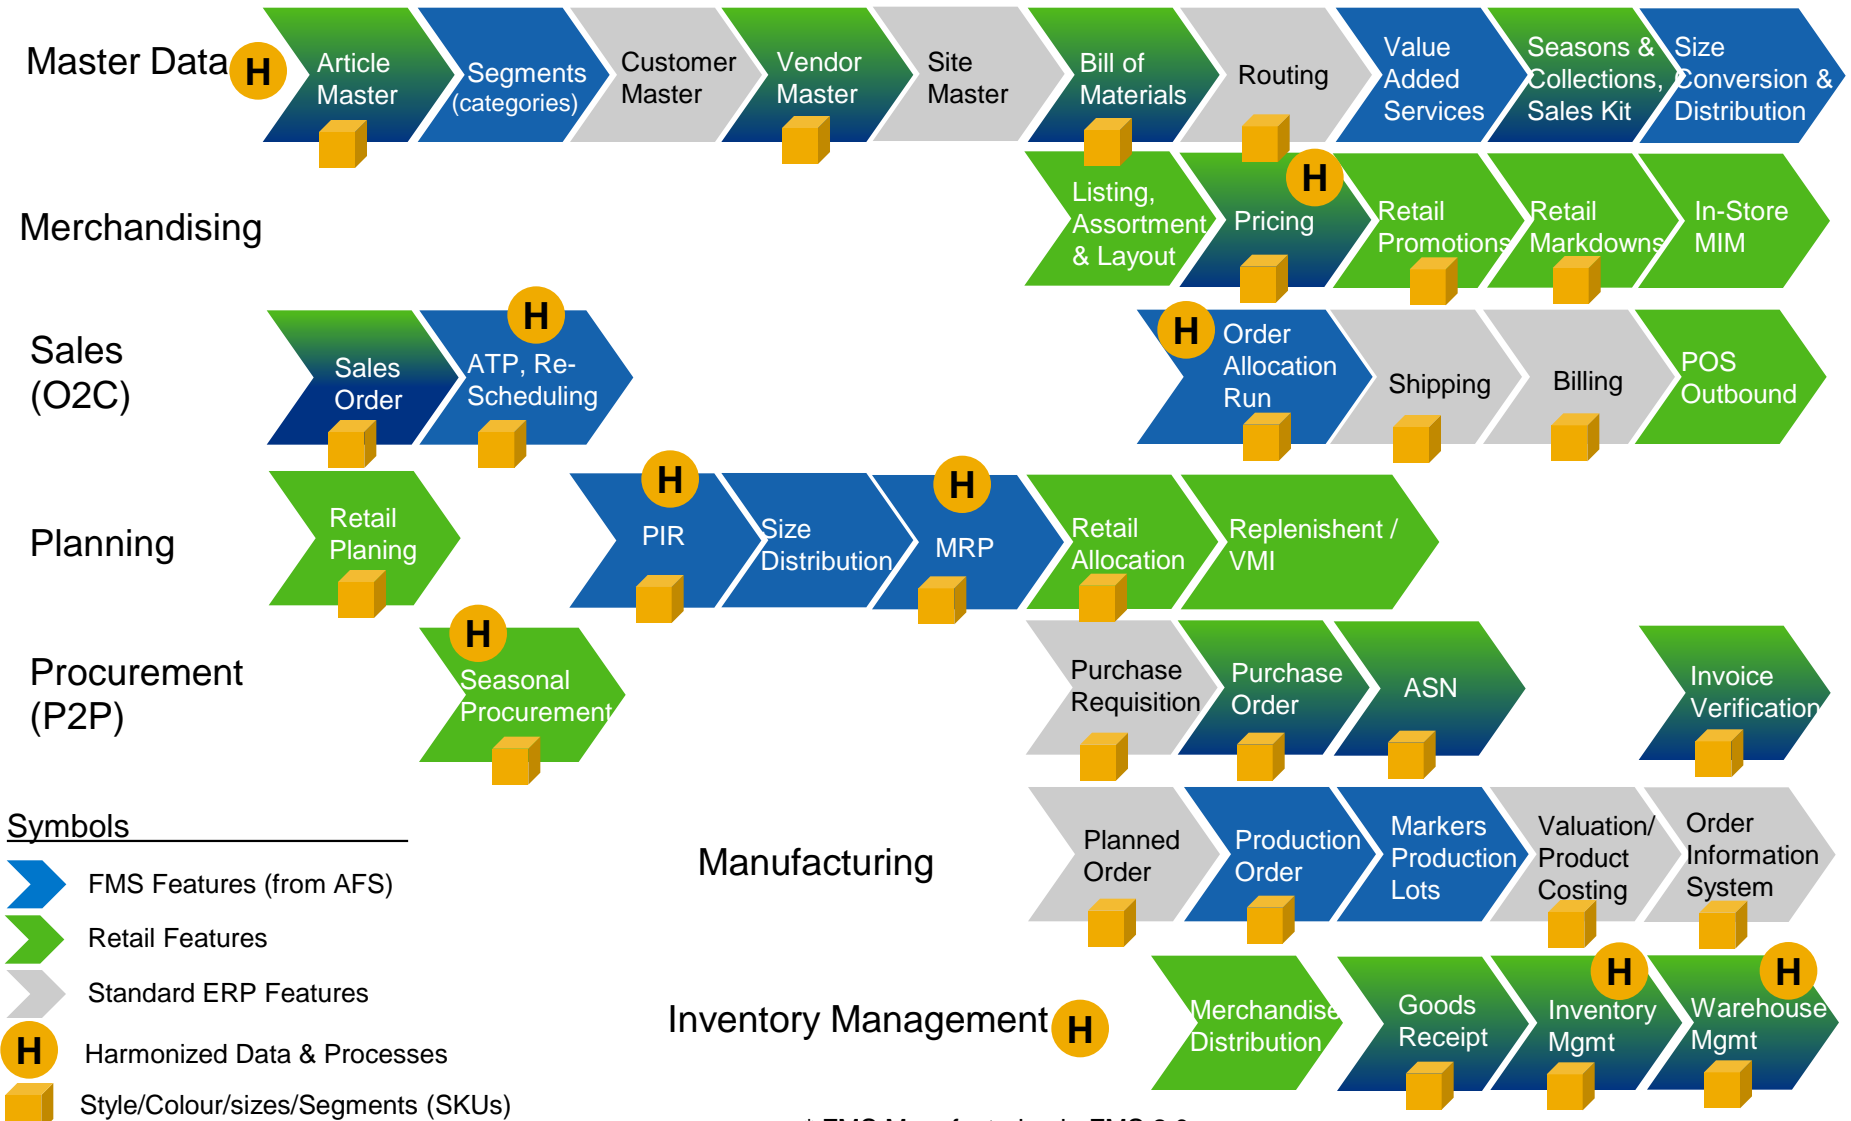 Master Data
H
Article
Master
Segments
(categories)
Customer
Master
Vendor
Master
Site
Master
Bill of
Materials
Routing
Value
Added
Services
Seasons &
Collections,
Sales Kit
Size
Conversion &
Distribution
Merchandising
Listing,
Assortment
& Layout
Pricing
H
Retail
Promotions
Retail
Markdowns
In-Store
MIM
Sales
(O2C)
Sales
Order
H
ATP, Re-
Scheduling
H
Order
Allocation
Run
Shipping
Billing
POS
Outbound
Planning
Retail
Planing
H
PIR
Size
Distribution
H
MRP
Retail
Allocation
Replenishent /
VMI
Procurement
(P2P)
H
Seasonal
Procurement
Purchase
Requisition
Purchase
Order
ASN
Invoice
Verification
Manufacturing
Planned
Order
Production
Order
Markers
Production
Lots
Valuation/
Product
Costing
Order
Information
System
Inventory Management
H
Merchandise
Distribution
Goods
Receipt
H
Inventory
Mgmt
H
Warehouse
Mgmt
Symbols
FMS Features (from AFS)
Retail Features
Standard ERP Features
H
Harmonized Data & Processes
Style/Colour/sizes/Segments (SKUs)